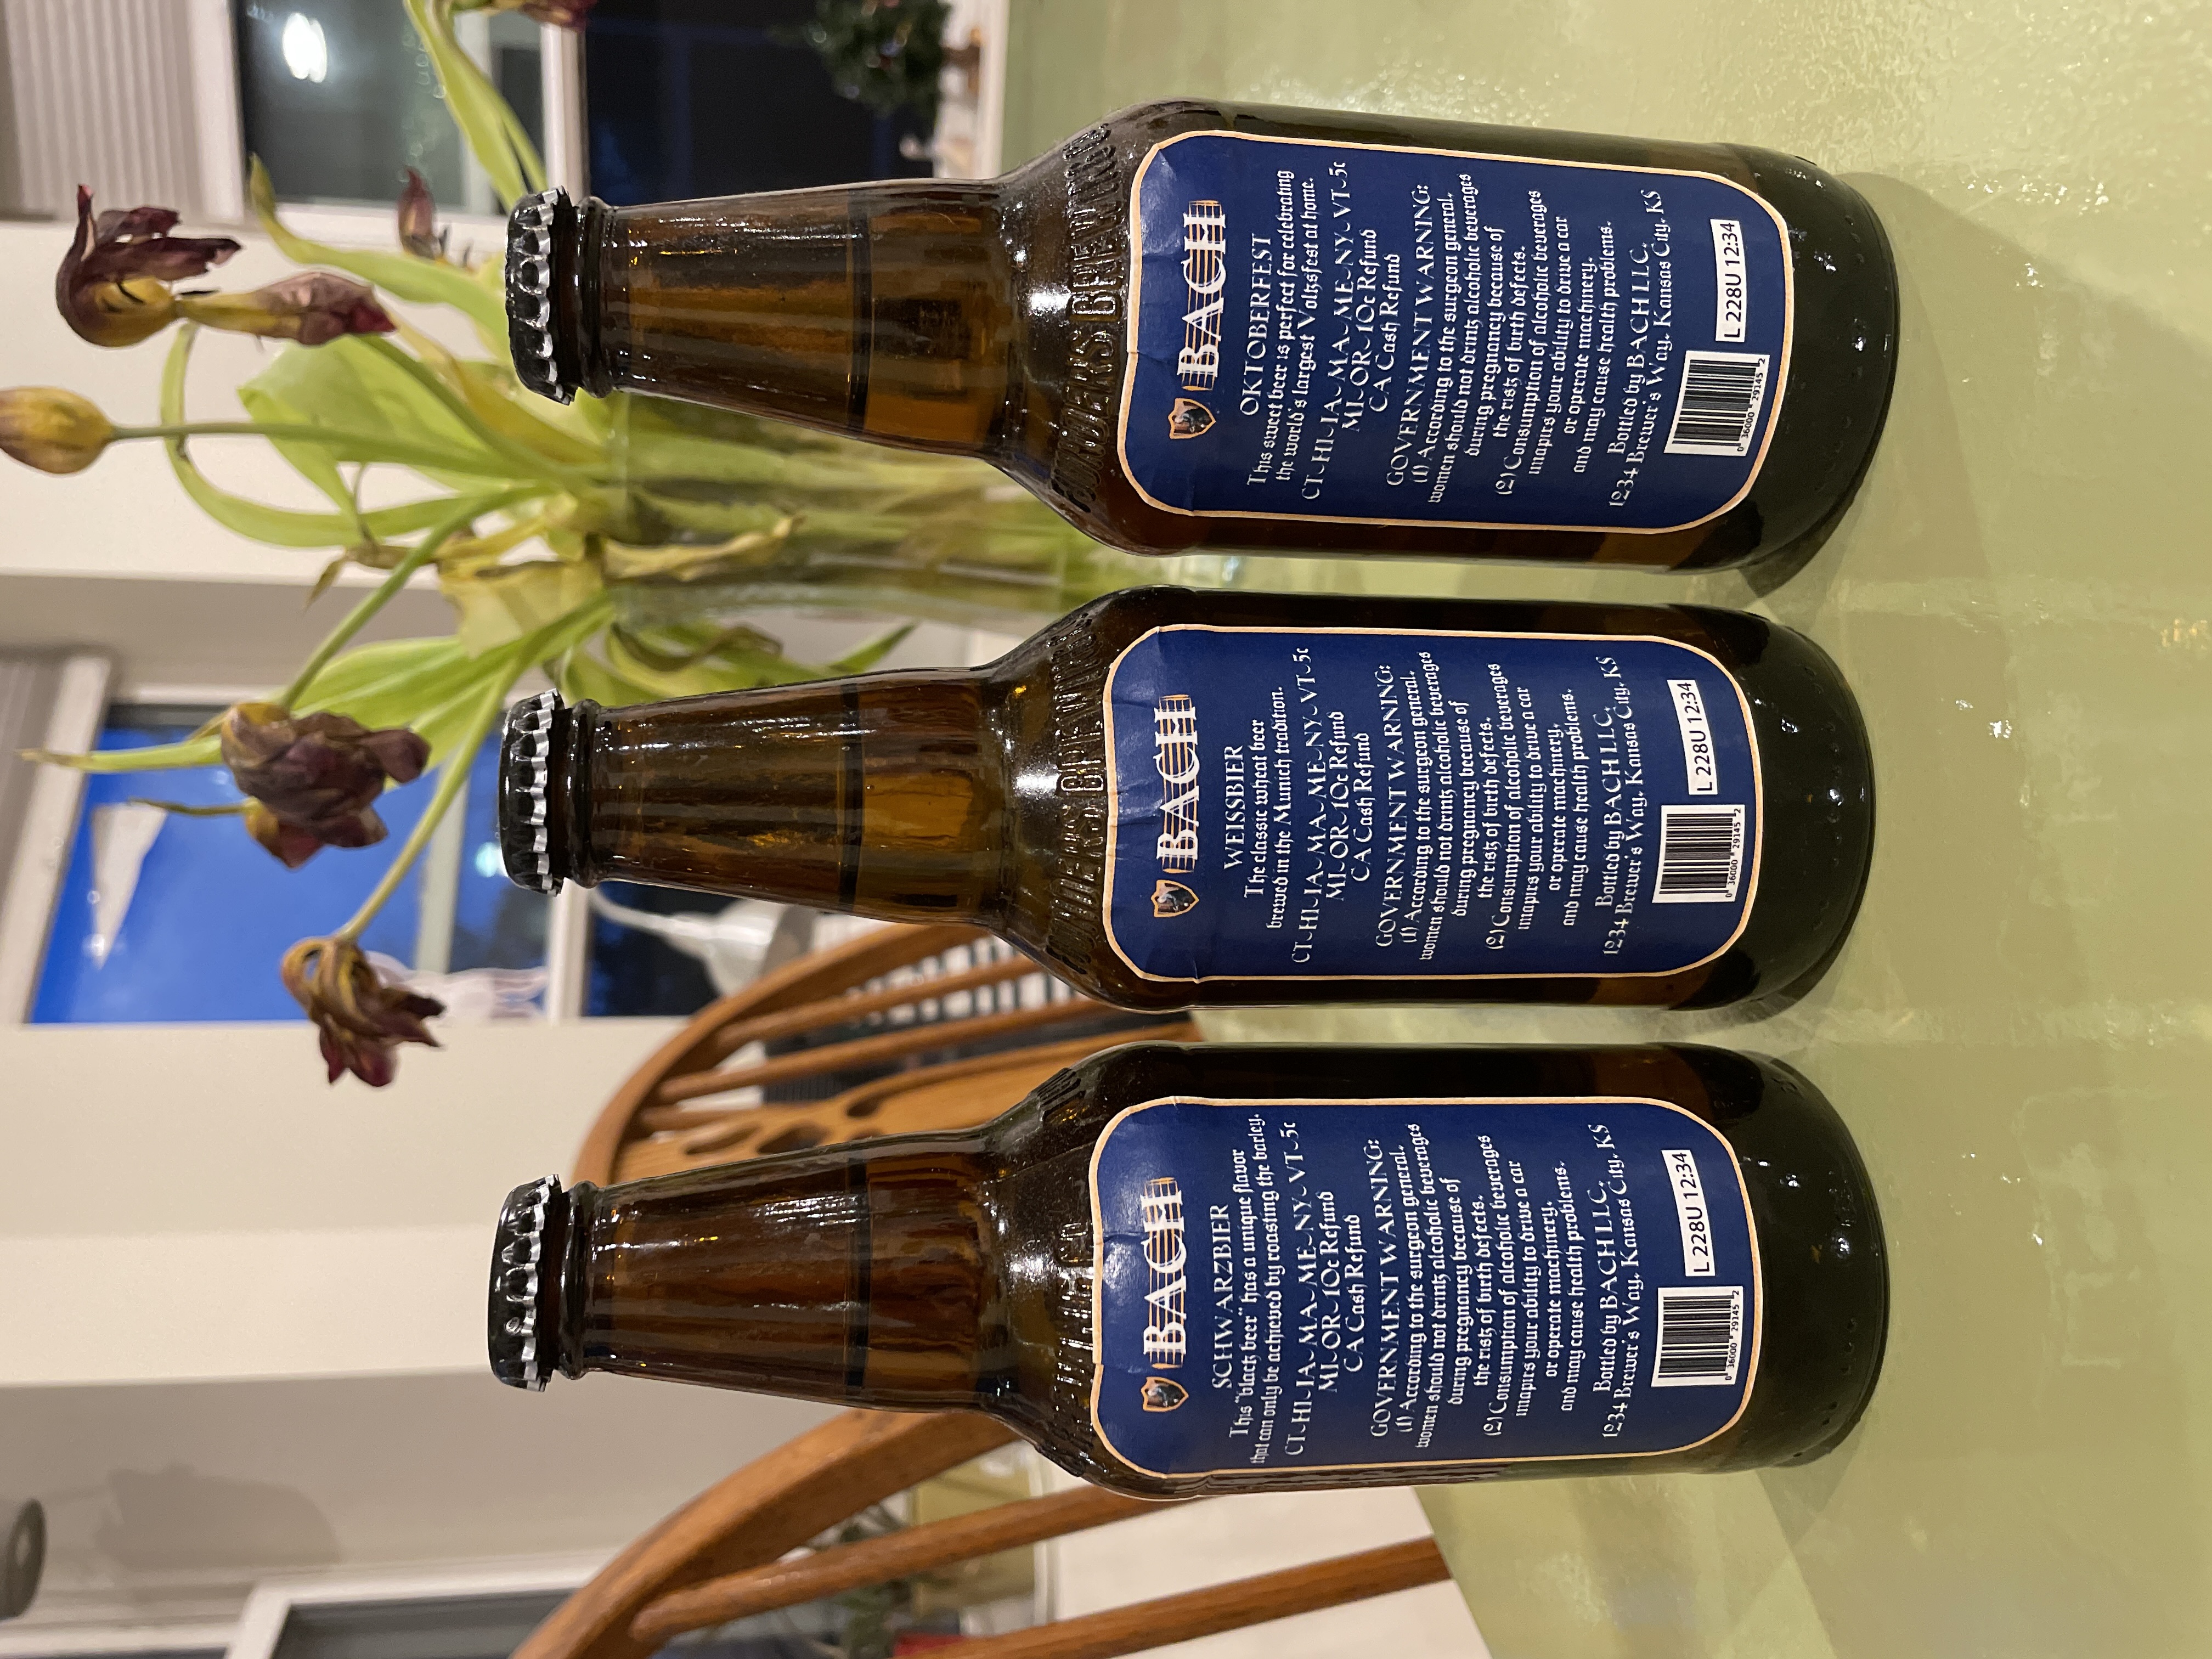 FOUNDERS BREWING CO
FOUNDERS BREWING CO
BACH
SCHWARZBIER
This "black beer" has a unique flavor
that can only be achieved by roasting the barley.
CT-HI-IA-MA-ME-NY-VT-5c
MI-OR-10c Refund
CA Cash Refund
GOVERNMENT WARNING:
(1) According to the surgeon general,
women should not drink alcoholic beverages
during pregnancy because of
the risk of birth defects.
(2) Consumption of alcoholic beverages
imapirs your ability to drive a car
or operate machinery,
and may cause health problems.
Bottled by BACH LLC,
1234 Brewer's Way, Kansas City, KS
L 228U 12:34
0 36000 29145 2
BACH
WEISSBIER
The classic wheat beer
brewed in the Munich tradition.
CT-HI-IA-MA-ME-NY-VT-5c
MI-OR-10c Refund
CA Cash Refund
GOVERNMENT WARNING:
(1) According to the surgeon general,
women should not drink alcoholic beverages
during pregnancy because of
the risk of birth defects.
(2) Consumption of alcoholic beverages
imapirs your ability to drive a car
or operate machinery,
and may cause health problems.
Bottled by BACH LLC,
1234 Brewer's Way, Kansas City, KS
L 228U 12:34
0 36000 29145 2
BACH
OKTOBERFEST
This sweet beer is perfect for celebrating
the world's largest Volksfest at home.
CT-HI-IA-MA-ME-NY-VT-5c
MI-OR-10c Refund
CA Cash Refund
GOVERNMENT WARNING:
(1) According to the surgeon general,
women should not drink alcoholic beverages
during pregnancy because of
the risk of birth defects.
(2) Consumption of alcoholic beverages
imapirs your ability to drive a car
or operate machinery,
and may cause health problems.
Bottled by BACH LLC,
1234 Brewer's Way, Kansas City, KS
L 228U 12:34
0 36000 29145 2